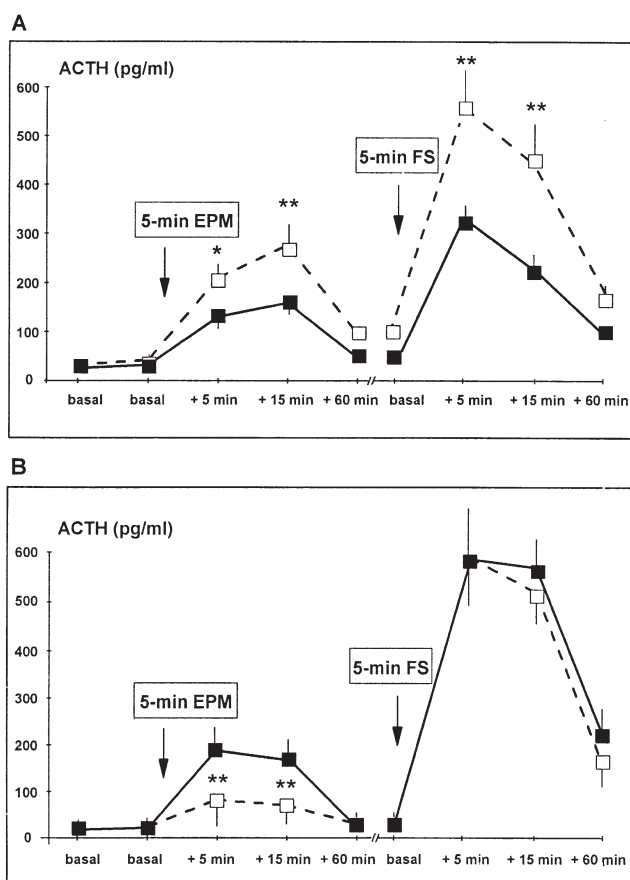 A
ACTH (pg/ml)
600
**
**
500
5-min FS
400
5-min EPM
**
300
*
200
100
0
basal basal + 5 min + 15 min + 60 min basal + 5 min + 15 min + 60 min
B
ACTH (pg/ml)
600
500
5-min FS
400
5-min EPM
300
200
** **
100
0
basal basal + 5 min + 15 min + 60 min basal + 5 min + 15 min + 60 min